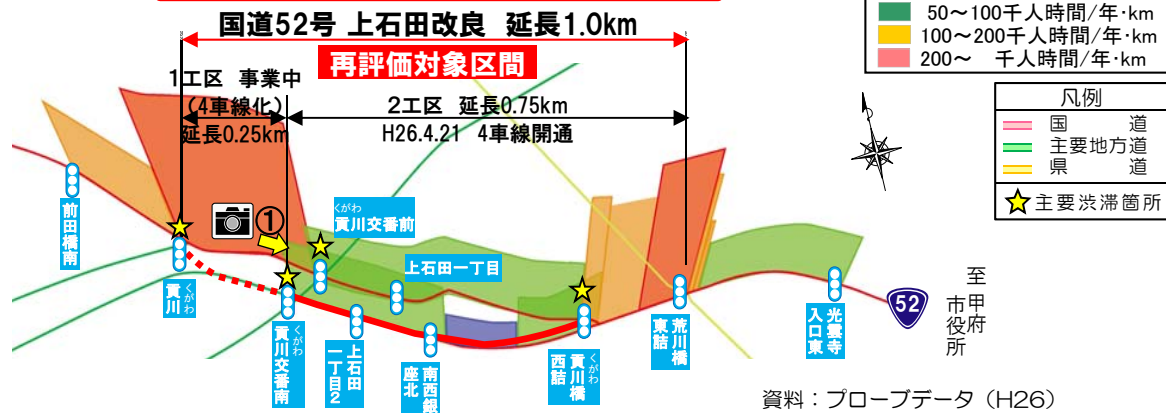 国道52号 上石田改良 延長1.0km
再評価対象区間
1工区 事業中
(4車線化)
延長0.25km
2工区 延長0.75km
H26.4.21 4車線開通
50～100千人時間/年・km
100～200千人時間/年・km
200～ 千人時間/年・km
凡例
国道
主要地方道
県道
主要渋滞箇所
前田橋南
①
くがわ
貢川交番前
上石田一丁目
貢川
くがわ
貢川交番南
くがわ
上石田一丁目2
南西銀座北
貢川橋西詰
くがわ
荒川橋東詰
光雲寺入口東
52
至甲府市役所
資料：プローブデータ（H26）